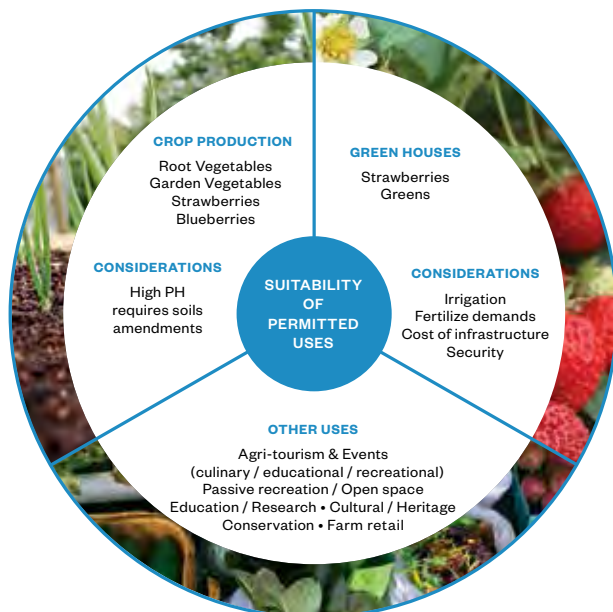 CROP PRODUCTION
Root Vegetables
Garden Vegetables
Strawberries
Blueberries
CONSIDERATIONS
High PH
requires soils
amendments
GREEN HOUSES
Strawberries
Greens
CONSIDERATIONS
Irrigation
Fertilize demands
Cost of infrastructure
Security
SUITABILITY
OF
PERMITTED
USES
OTHER USES
Agri-tourism & Events
(culinary / educational / recreational)
Passive recreation / Open space
Education / Research • Cultural / Heritage
Conservation • Farm retail